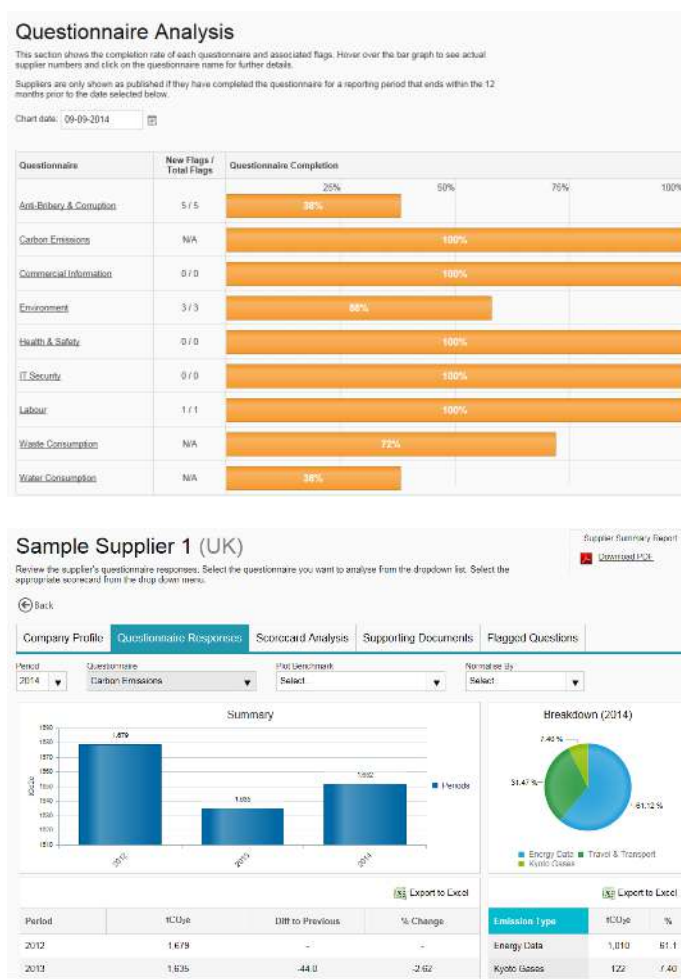 Questionnaire Analysis
This section shows the completion rate of each questionnaire and associated flags. Hover over the bar graph to see actual
supplier numbers and click on the questionnaire name for further details.
Suppliers are only shown as published if they have completed the questionnaire for a reporting period that ends within the 12
months prior to the date selected below.
Chart date: 09-09-2014
Questionnaire New Flags / Total Flags Questionnaire Completion
25% 50% 75% 100%
Anti-Bribery & Corruption 5 / 5 38%
Carbon Emissions N/A 100%
Commercial Information 0 / 0 100%
Environment 3 / 3
Health & Safety 0 / 0 100%
IT Security 0 / 0 100%
Labour 1 / 1 100%
Waste Consumption N/A 72%
Water Consumption N/A 38%
Sample Supplier 1 (UK)
Supplier Summary Report
Download PDF
Review the supplier's questionnaire responses. Select the questionnaire you want to analyse from the dropdown list. Select the
appropriate scorecard from the drop down menu.
Back
Company Profile Questionnaire Responses Scorecard Analysis Supporting Documents Flagged Questions
Period Questionnaire Plot Benchmark Normalise By
2014 Carbon Emissions Select Select
Summary
Breakdown (2014)
1,679
1,635
1,652
tCo2e
Periods
2012 2013 2014
7.40 %
31.47 %
61.12 %
Energy Data Travel & Transport
Kyoto Gases
Export to Excel
Export to Excel
Period tCO₂e Diff to Previous % Change
2012 1,679 - -
2013 1,635 -44.0 -2.62
Emission Type tCO₂e %
Energy Data 1,010 61.1
Kyoto Gases 122 7.40